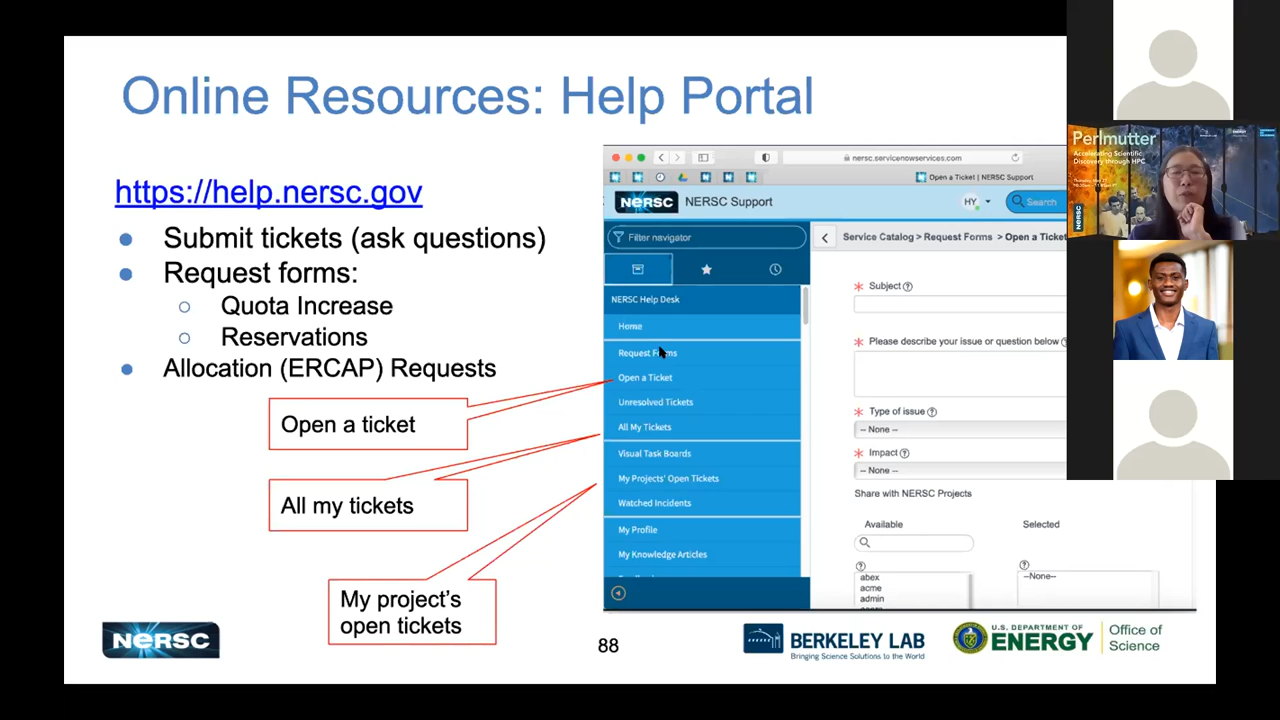 Online Resources: Help Portal
https://help.nersc.gov
Submit tickets (ask questions)
Request forms:
Quota Increase
Reservations
Allocation (ERCAP) Requests
Open a ticket
All my tickets
My project's
open tickets
nersc.servicenowservices.com
Open a Ticket | NERSC Support
NERSC
NERSC Support
HY
Search
Filter navigator
Service Catalog > Request Forms > Open a Ticket
NERSC Help Desk
Home
Request Forms
Open a Ticket
Unresolved Tickets
All My Tickets
Visual Task Boards
My Projects' Open Tickets
Watched Incidents
My Profile
My Knowledge Articles
Subject
Please describe your issue or question below
Type of issue
-- None --
Impact
-- None --
Share with NERSC Projects
Available
Selected
abex
acme
admin
--None--
NERSC
88
BERKELEY LAB
Bringing Science Solutions to the World
U.S. DEPARTMENT OF
ENERGY
Office of
Science
Perlmutter
Accelerating Scientific
Discovery through HPC
NERSC